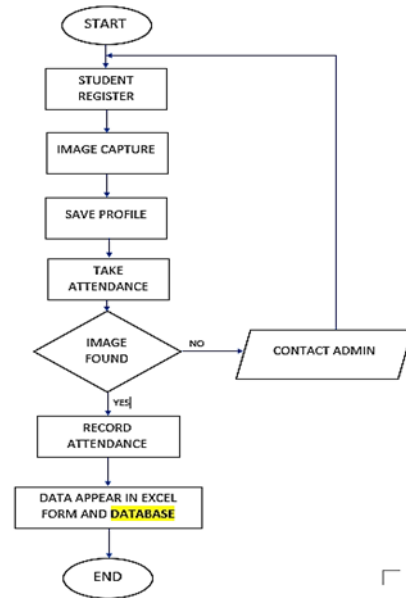 START
STUDENT
REGISTER
IMAGE CAPTURE
SAVE PROFILE
TAKE
ATTENDANCE
IMAGE
FOUND
NO
CONTACT ADMIN
YES
RECORD
ATTENDANCE
DATA APPEAR IN EXCEL
FORM AND DATABASE
END